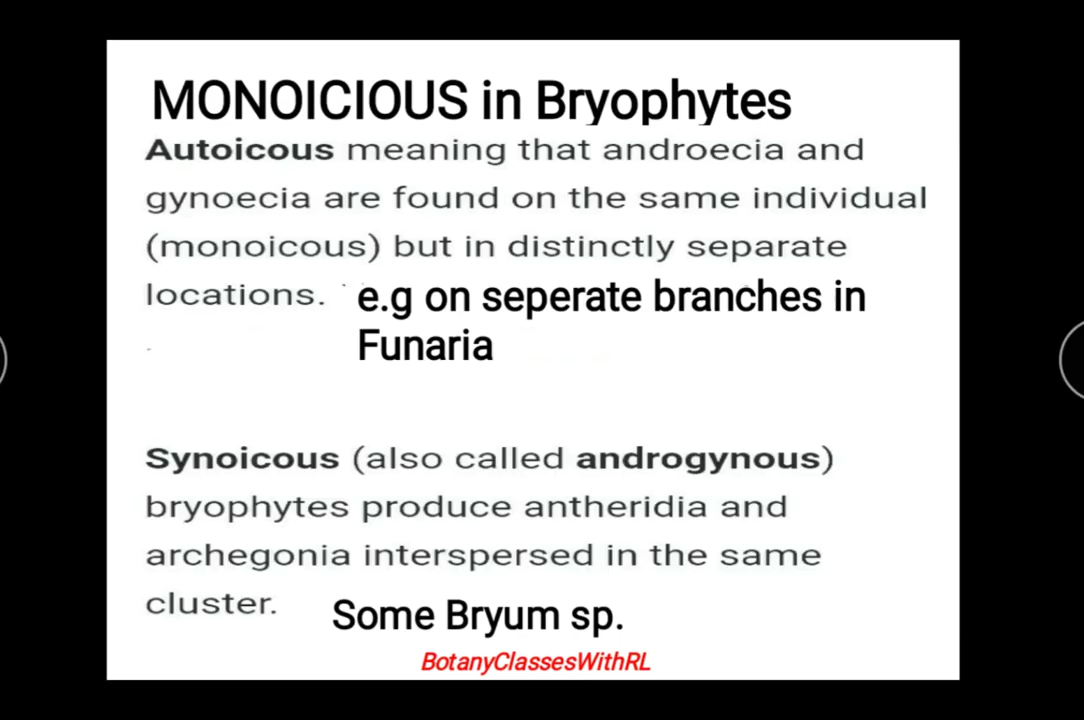 MONOICIOUS in Bryophytes
Autoicous meaning that androecia and
gynoecia are found on the same individual
(monoicous) but in distinctly separate
locations. e.g on seperate branches in
Funaria
Synoicous (also called androgynous)
bryophytes produce antheridia and
archegonia interspersed in the same
cluster. Some Bryum sp.
BotanyClassesWithRL